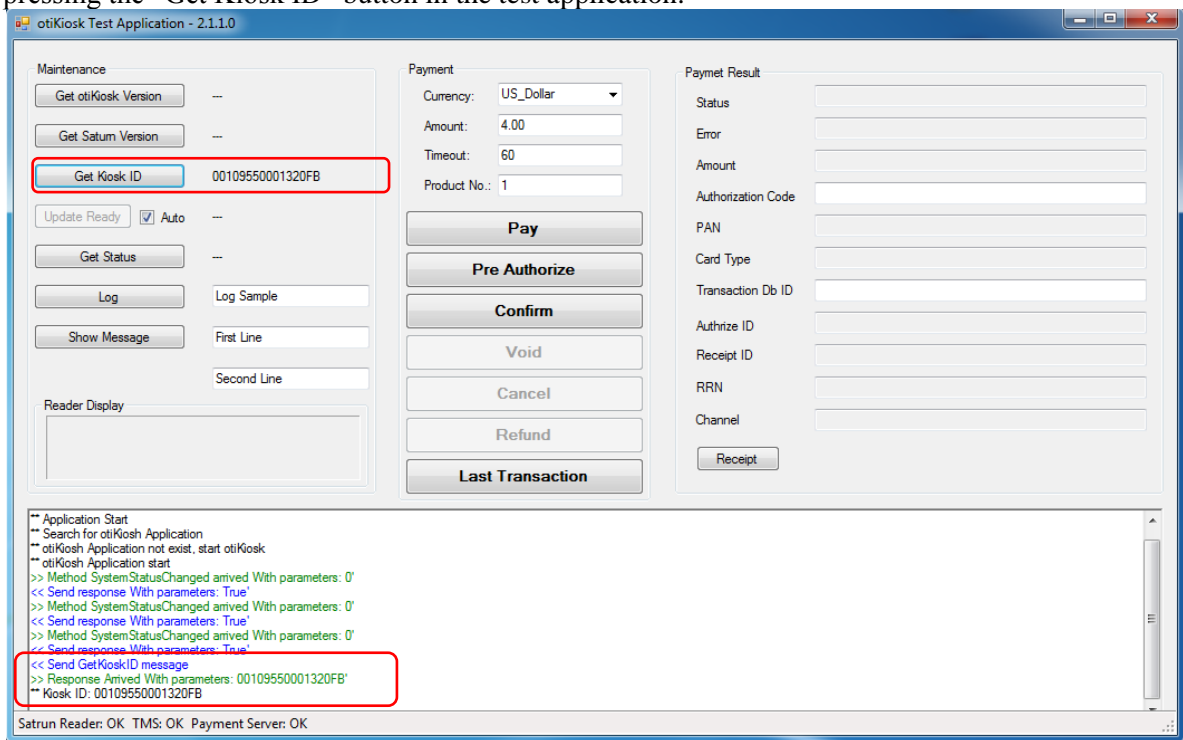 pressing the "Get Kiosk ID" button in the test application.
otiKiosk Test Application - 2.1.1.0
Maintenance
Get otiKiosk Version ---
Get Saturn Version ---
Get Kiosk ID 00109550001320FB
Update Ready Auto ---
Get Status ---
Log Log Sample
Show Message First Line
Second Line
Reader Display
Payment
Currency: US_Dollar
Amount: 4.00
Timeout: 60
Product No.: 1
Pay
Pre Authorize
Confirm
Void
Cancel
Refund
Last Transaction
Paymet Result
Status
Error
Amount
Authorization Code
PAN
Card Type
Transaction Db ID
Authrize ID
Receipt ID
RRN
Channel
Receipt
** Application Start
** Search for otiKiosh Application
** otiKiosh Application not exist, start otiKiosk
** otiKiosh Application start
>> Method SystemStatusChanged arrived With parameters: 0'
<< Send response With parameters: True'
>> Method SystemStatusChanged arrived With parameters: 0'
<< Send response With parameters: True'
>> Method SystemStatusChanged arrived With parameters: 0'
<< Send response With parameters: True'
<< Send GetKioskID message
>> Response Arrived With parameters: 00109550001320FB'
** Kiosk ID: 00109550001320FB
Satrun Reader: OK TMS: OK Payment Server: OK